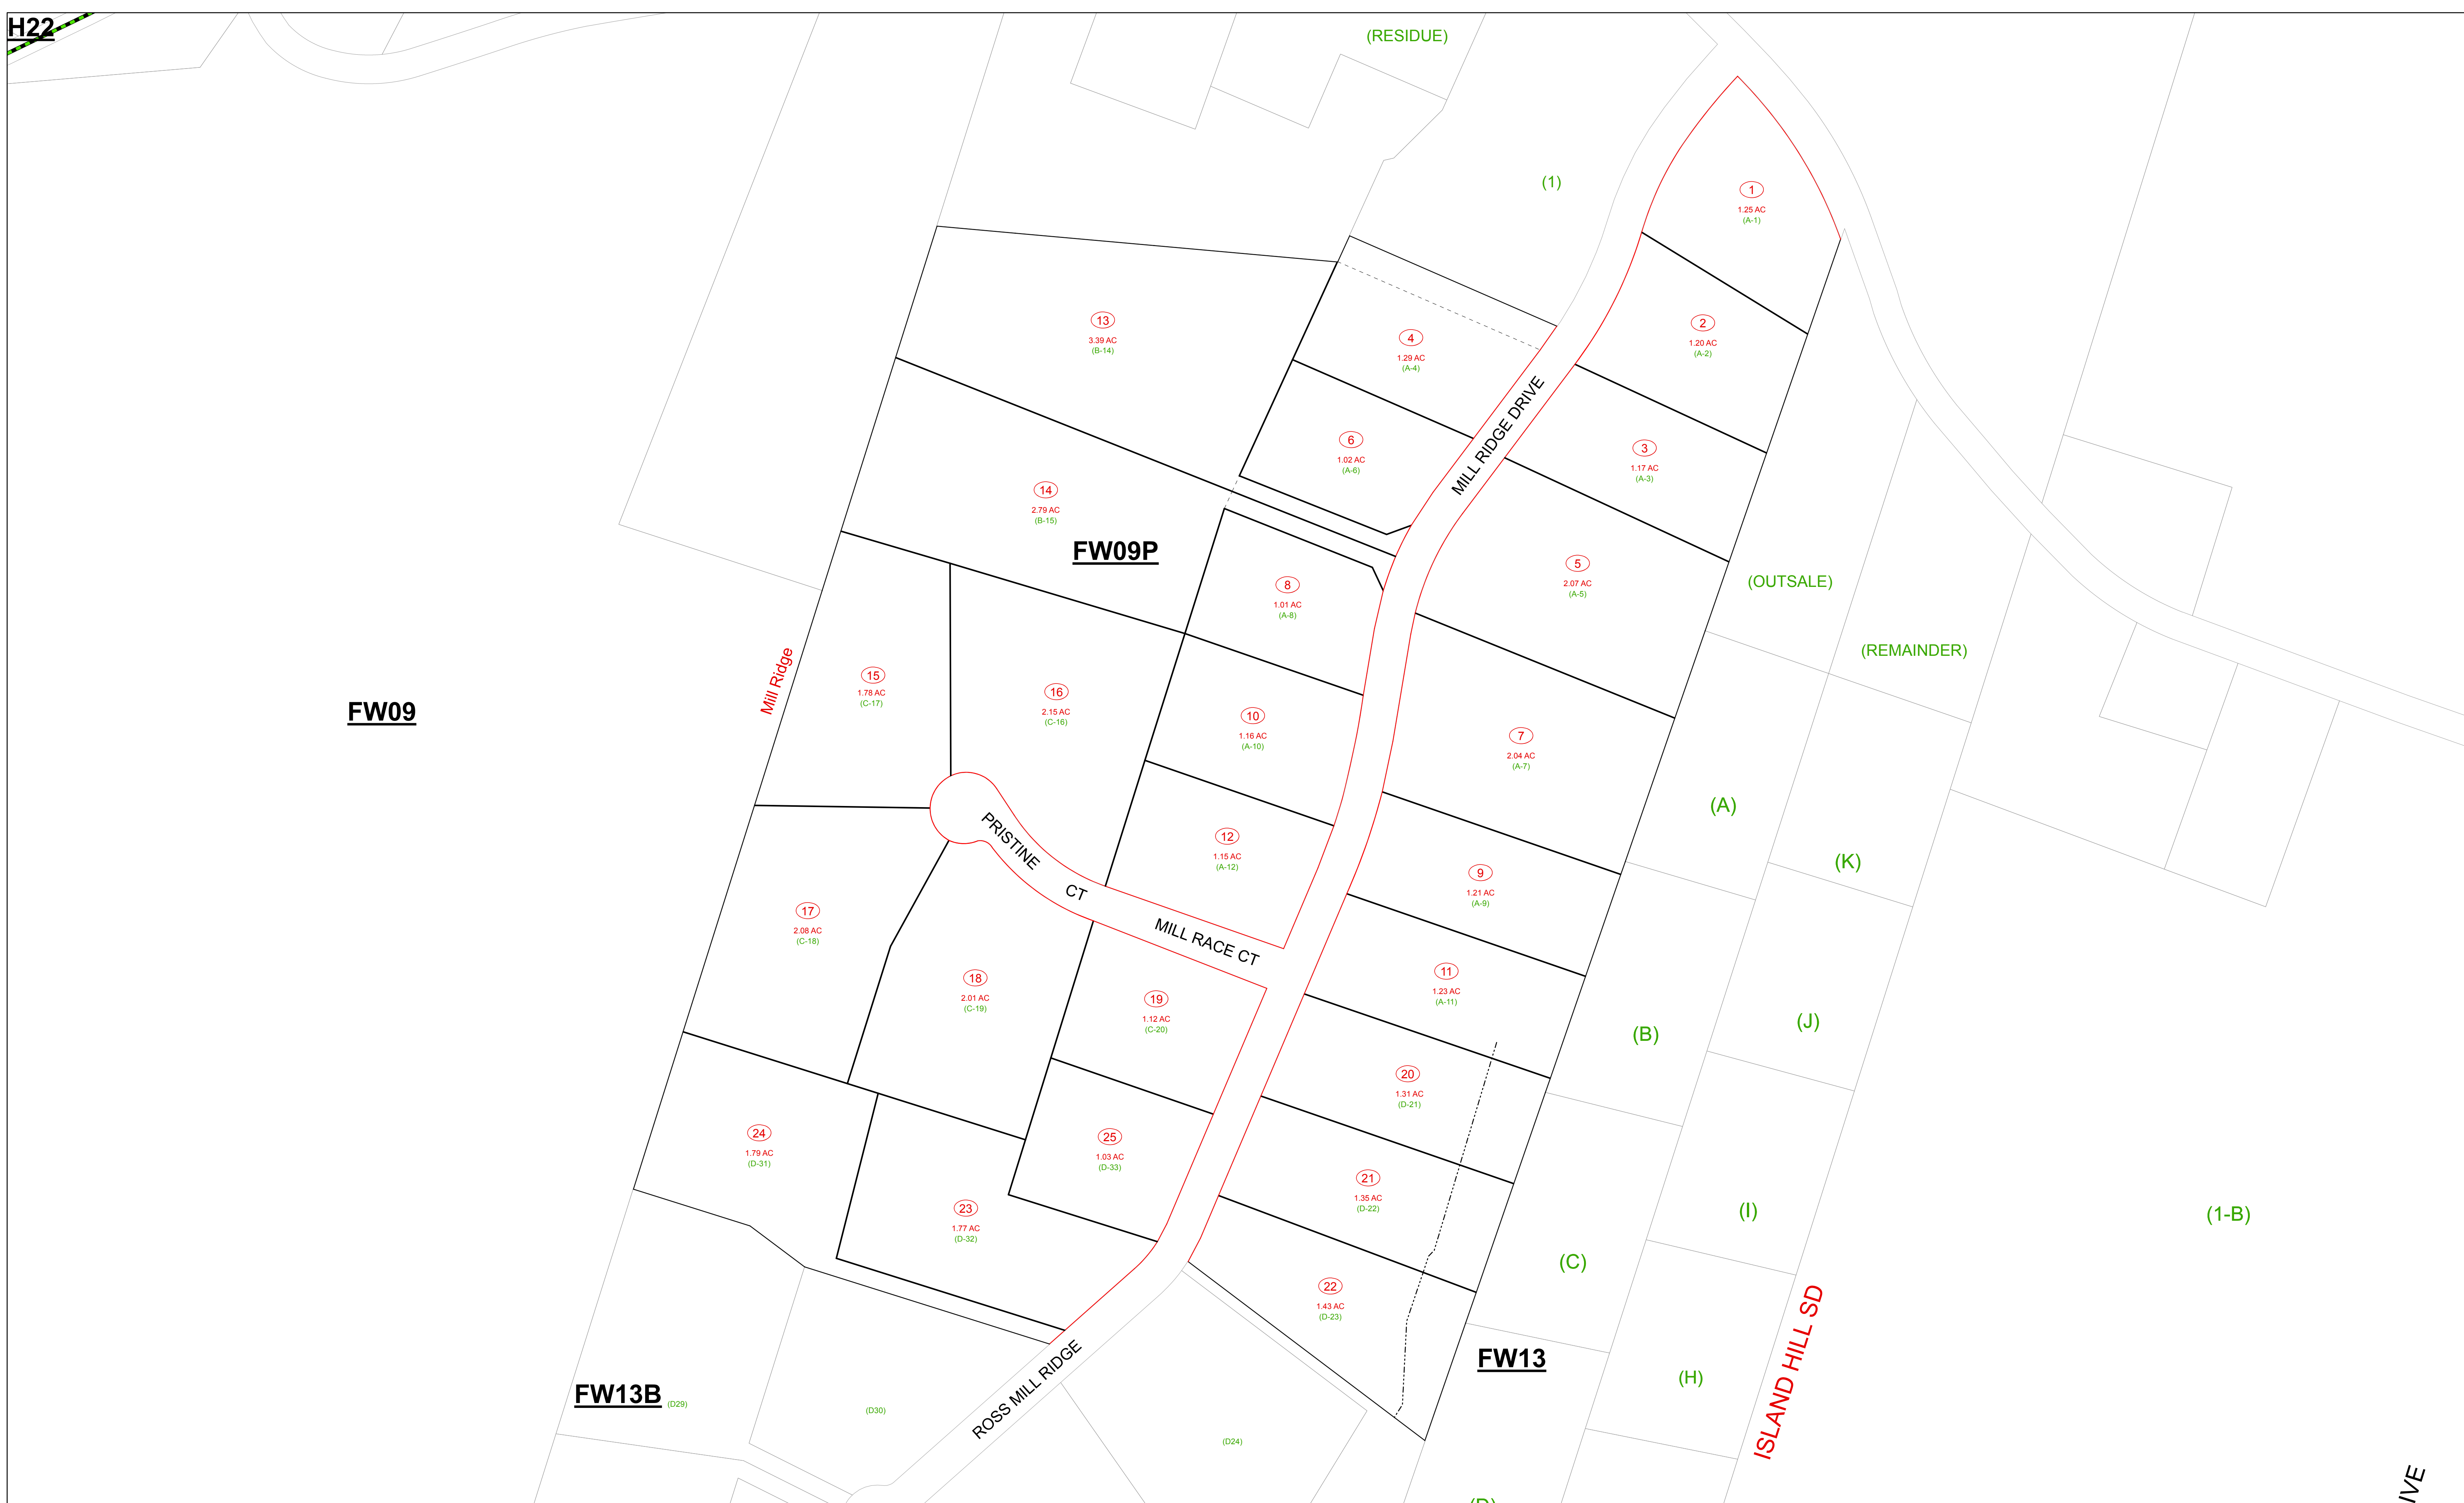 H22
(RESIDUE)
(1)
1
1.25 AC
(A-1)
13
3.39 AC
(B-14)
4
1.29 AC
(A-4)
2
1.20 AC
(A-2)
MILL RIDGE DRIVE
6
1.02 AC
(A-6)
3
1.17 AC
(A-3)
14
2.79 AC
(B-15)
FW09P
8
1.01 AC
(A-8)
5
2.07 AC
(A-5)
(OUTSALE)
(REMAINDER)
Mill Ridge
FW09
15
1.78 AC
(C-17)
16
2.15 AC
(C-16)
10
1.16 AC
(A-10)
7
2.04 AC
(A-7)
(A)
(K)
PRISTINE CT
MILL RACE CT
12
1.15 AC
(A-12)
9
1.21 AC
(A-9)
17
2.08 AC
(C-18)
18
2.01 AC
(C-19)
19
1.12 AC
(C-20)
11
1.23 AC
(A-11)
(B)
(J)
20
1.31 AC
(D-21)
24
1.79 AC
(D-31)
25
1.03 AC
(D-33)
21
1.35 AC
(D-22)
23
1.77 AC
(D-32)
(I)
(1-B)
(C)
22
1.43 AC
(D-23)
FW13
ISLAND HILL SD
(H)
ROSS MILL RIDGE
FW13B
(D29)
(D30)
(D24)
IVE